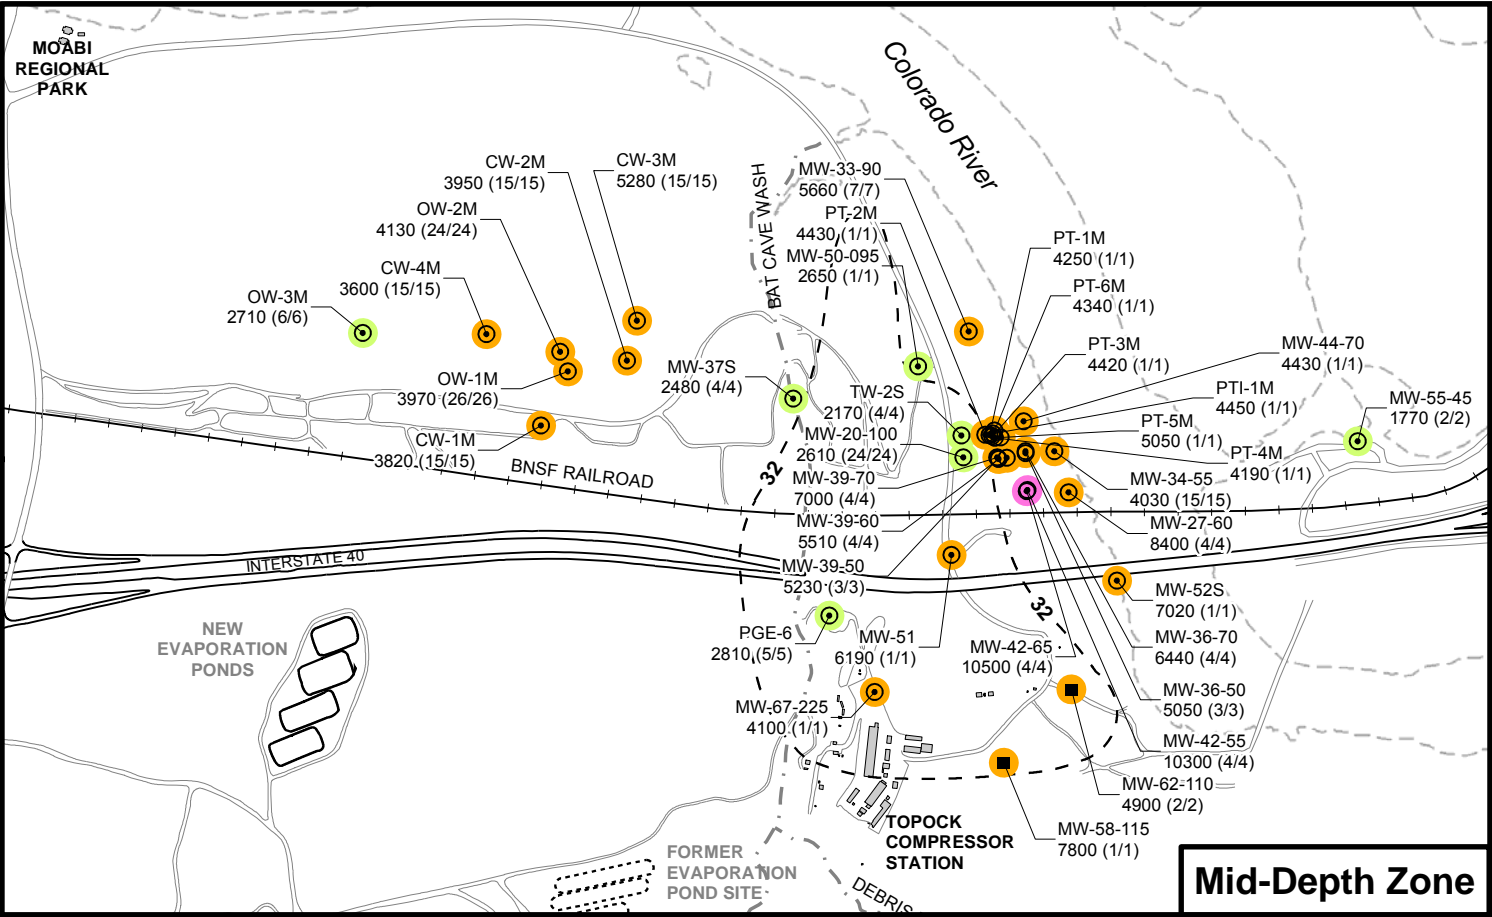 MOABI
REGIONAL
PARK
Colorado River
BAT CAVE WASH
CW-2M
3950 (15/15)
CW-3M
5280 (15/15)
OW-2M
4130 (24/24)
CW-4M
3600 (15/15)
OW-3M
2710 (6/6)
OW-1M
3970 (26/26)
CW-1M
3820 (15/15)
MW-33-90
5660 (7/7)
PT-2M
4430 (1/1)
MW-50-095
2650 (1/1)
MW-37S
2480 (4/4)
TW-2S
2170 (4/4)
MW-20-100
2610 (24/24)
MW-39-70
7000 (4/4)
MW-39-60
5510 (4/4)
MW-39-50
5230 (3/3)
PT-1M
4250 (1/1)
PT-6M
4340 (1/1)
PT-3M
4420 (1/1)
MW-44-70
4430 (1/1)
PTI-1M
4450 (1/1)
PT-5M
5050 (1/1)
PT-4M
4190 (1/1)
MW-55-45
1770 (2/2)
MW-34-55
4030 (15/15)
MW-27-60
8400 (4/4)
MW-52S
7020 (1/1)
MW-36-70
6440 (4/4)
MW-36-50
5050 (3/3)
MW-42-55
10300 (4/4)
MW-62-110
4900 (2/2)
MW-58-115
7800 (1/1)
MW-42-65
10500 (4/4)
MW-51
6190 (1/1)
PGE-6
2810 (5/5)
MW-67-225
4100 (1/1)
32
32
BNSF RAILROAD
INTERSTATE 40
NEW
EVAPORATION
PONDS
FORMER
EVAPORATION
POND SITE
TOPOCK
COMPRESSOR
STATION
DEBRIS
Mid-Depth Zone